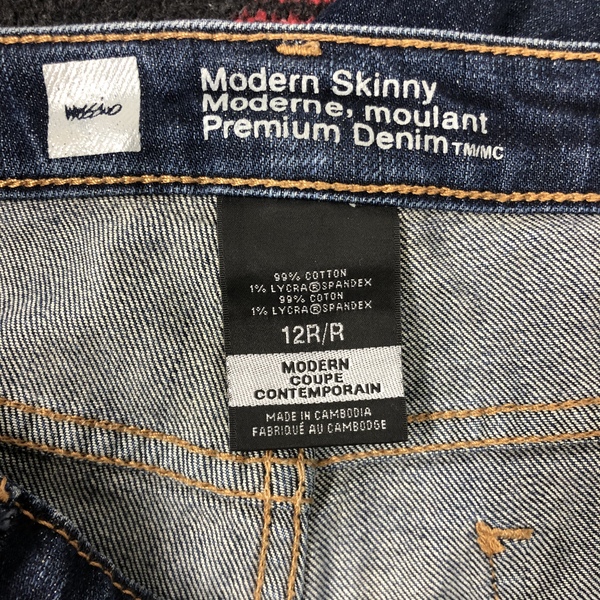 mossimo
Modern Skinny
Moderne, moulant
Premium Denim TM/MC
99% COTTON
1% LYCRA®SPANDEX
99% COTON
1% LYCRA®SPANDEX
12R/R
MODERN
COUPE
CONTEMPORAIN
MADE IN CAMBODIA
FABRIQUÉ AU CAMBODGE